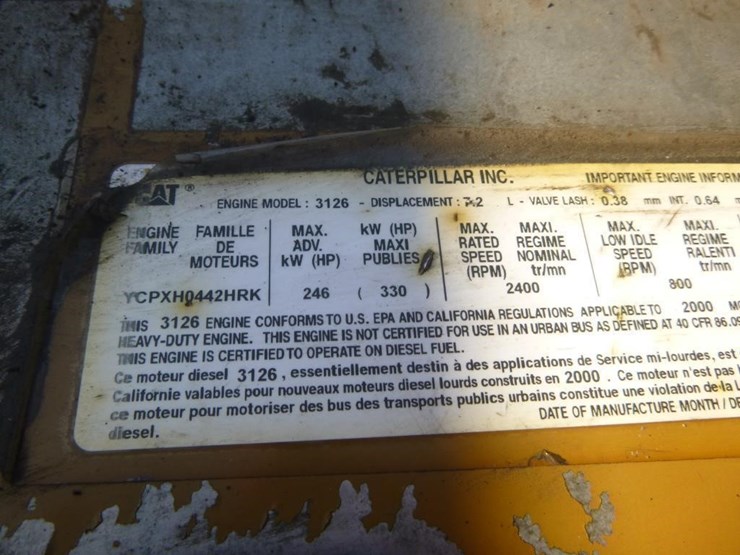 CAT ® CATERPILLAR INC. IMPORTANT ENGINE INFORM
ENGINE MODEL : 3126 - DISPLACEMENT : 7.2 L - VALVE LASH : 0.38 mm INT. 0.64 m
ENGINE FAMILLE MAX. kW (HP) MAX. MAXI. MAX. MAXI.
FAMILY DE ADV. MAXI RATED REGIME LOW IDLE REGIME
MOTEURS kW (HP) PUBLIES SPEED NOMINAL SPEED RALENTI
(RPM) tr/mn (RPM) tr/mn
YCPXH0442HRK 246 ( 330 ) 2400 800
THIS 3126 ENGINE CONFORMS TO U.S. EPA AND CALIFORNIA REGULATIONS APPLICABLE TO 2000 MO
HEAVY-DUTY ENGINE. THIS ENGINE IS NOT CERTIFIED FOR USE IN AN URBAN BUS AS DEFINED AT 40 CFR 86.09
THIS ENGINE IS CERTIFIED TO OPERATE ON DIESEL FUEL.
Ce moteur diesel 3126 , essentiellement destin à des applications de Service mi-lourdes, est
Californie valables pour nouveaux moteurs diesel lourds construits en 2000 . Ce moteur n'est pas
ce moteur pour motoriser des bus des transports publics urbains constitue une violation de la L
diesel. DATE OF MANUFACTURE MONTH / DE